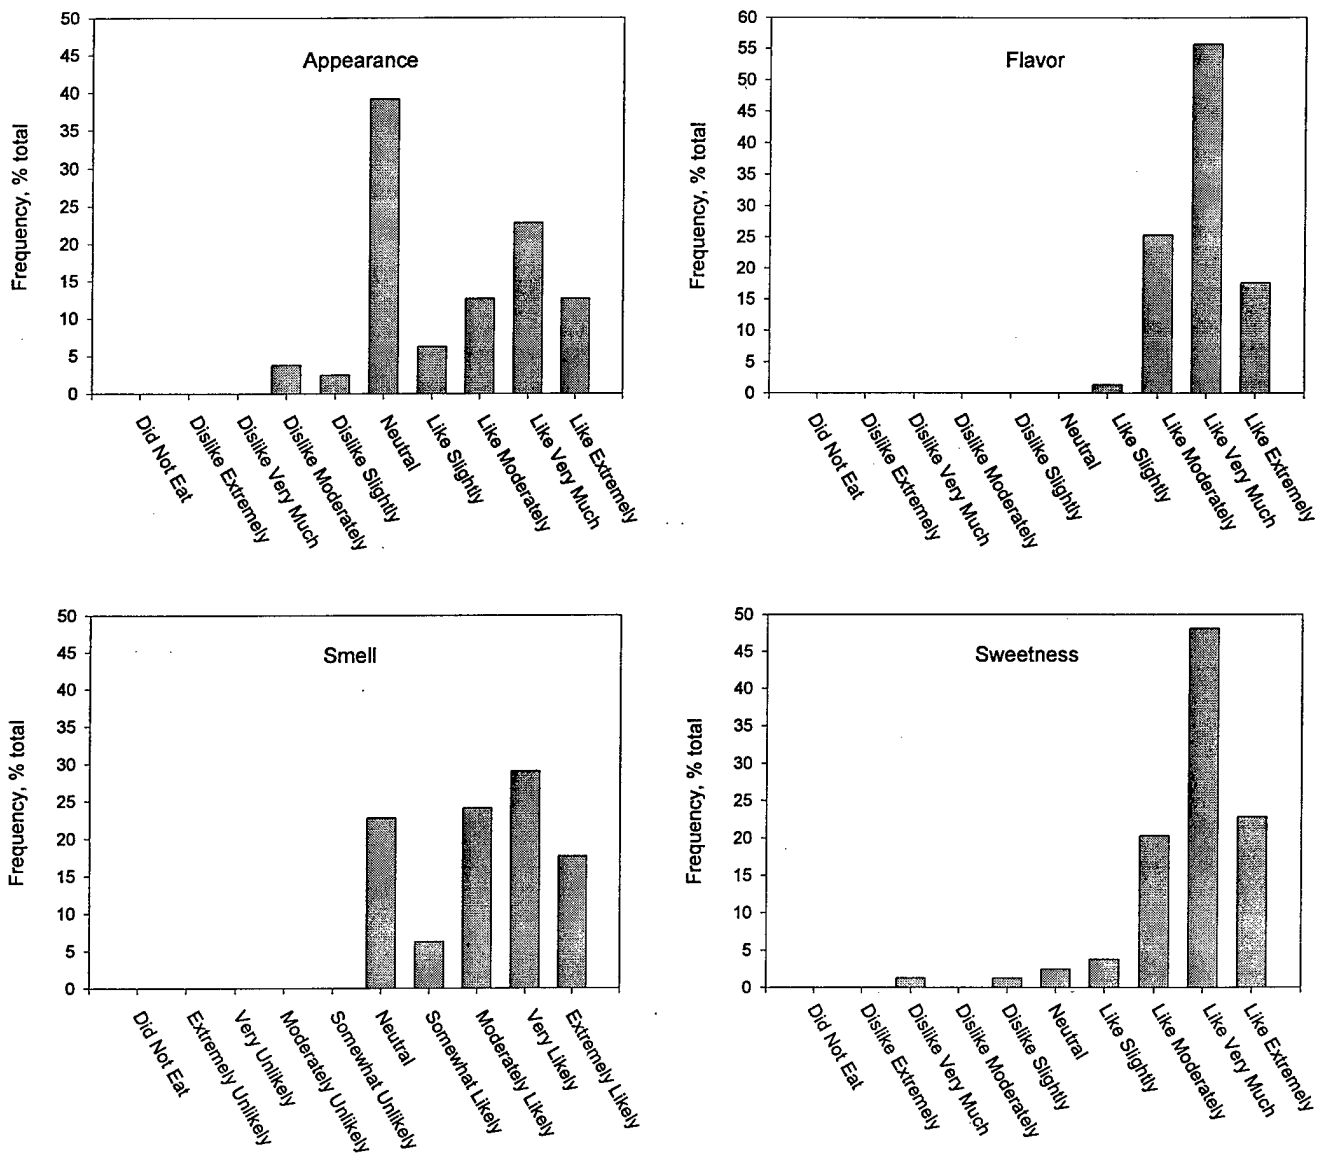 Appearance
Frequency, % total
50
45
40
35
30
25
20
15
10
5
0
Did Not Eat
Dislike Extremely
Dislike Very Much
Dislike Moderately
Dislike Slightly
Neutral
Like Slightly
Like Moderately
Like Very Much
Like Extremely
Flavor
Frequency, % total
60
55
50
45
40
35
30
25
20
15
10
5
0
Did Not Eat
Dislike Extremely
Dislike Very Much
Dislike Moderately
Dislike Slightly
Neutral
Like Slightly
Like Moderately
Like Very Much
Like Extremely
Smell
Frequency, % total
50
45
40
35
30
25
20
15
10
5
0
Did Not Eat
Extremely Unlikely
Very Unlikely
Moderately Unlikely
Somewhat Unlikely
Neutral
Somewhat Likely
Moderately Likely
Very Likely
Extremely Likely
Sweetness
Frequency, % total
50
45
40
35
30
25
20
15
10
5
0
Did Not Eat
Dislike Extremely
Dislike Very Much
Dislike Moderately
Dislike Slightly
Neutral
Like Slightly
Like Moderately
Like Very Much
Like Extremely